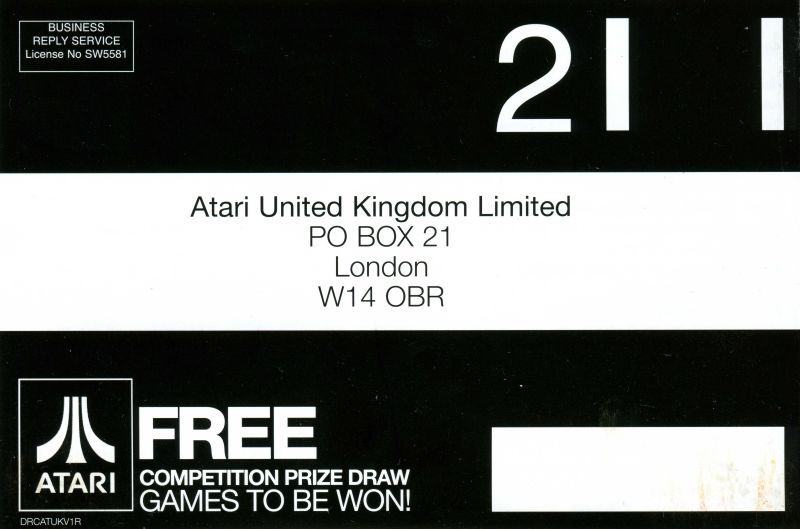 BUSINESS
REPLY SERVICE
License No SW5581
2
Atari United Kingdom Limited
PO BOX 21
London
W14 OBR
ATARI
FREE
COMPETITION PRIZE DRAW
GAMES TO BE WON!
DRCATUKV1R